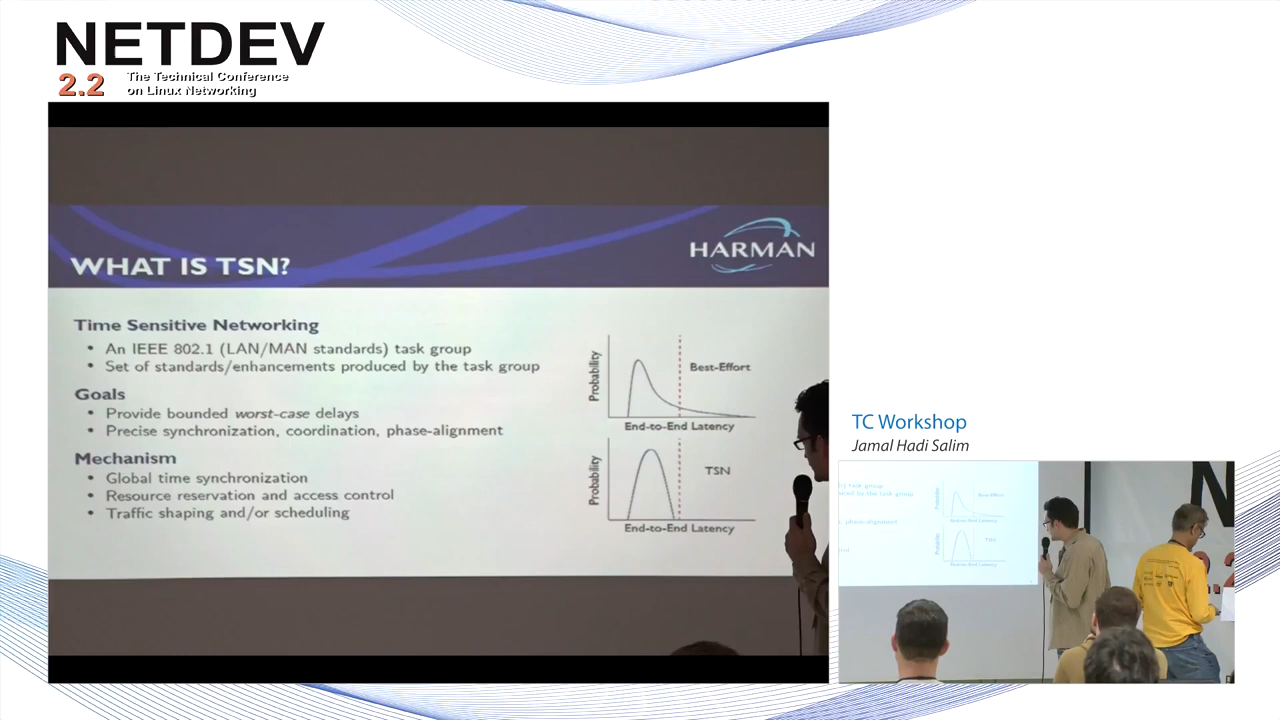 NETDEV
2.2
The Technical Conference
on Linux Networking
HARMAN
WHAT IS TSN?
Time Sensitive Networking
• An IEEE 802.1 (LAN/MAN standards) task group
• Set of standards/enhancements produced by the task group
Goals
• Provide bounded worst-case delays
• Precise synchronization, coordination, phase-alignment
Mechanism
• Global time synchronization
• Resource reservation and access control
• Traffic shaping and/or scheduling
Probability
Best-Effort
End-to-End Latency
Probability
TSN
End-to-End Latency
TC Workshop
Jamal Hadi Salim